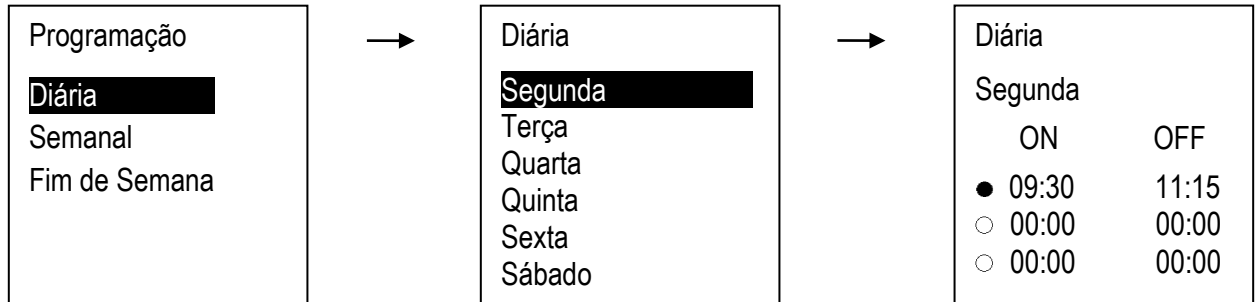 Programação
Diária
Semanal
Fim de Semana
Diária
Segunda
Terça
Quarta
Quinta
Sexta
Sábado
Diária
Segunda
ON OFF
09:30 11:15
00:00 00:00
00:00 00:00